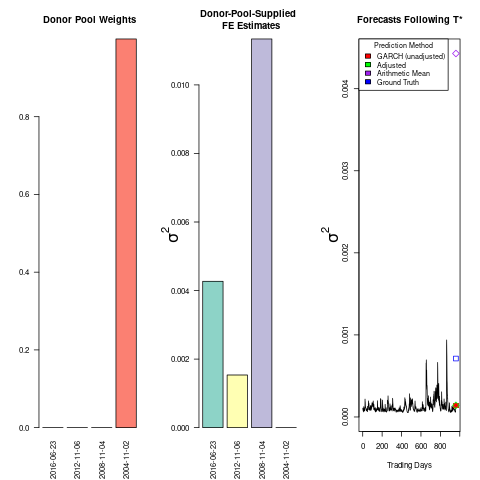 Donor Pool Weights
0.0
0.2
0.4
0.6
0.8
2016-06-23
2012-11-06
2008-11-04
2004-11-02
Donor-Pool-Supplied
FE Estimates
σ2
0.000
0.002
0.004
0.006
0.008
0.010
2016-06-23
2012-11-06
2008-11-04
2004-11-02
Forecasts Following T*
σ2
0.000
0.001
0.002
0.003
0.004
Prediction Method
GARCH (unadjusted)
Adjusted
Arithmetic Mean
Ground Truth
0 200 400 600 800
Trading Days